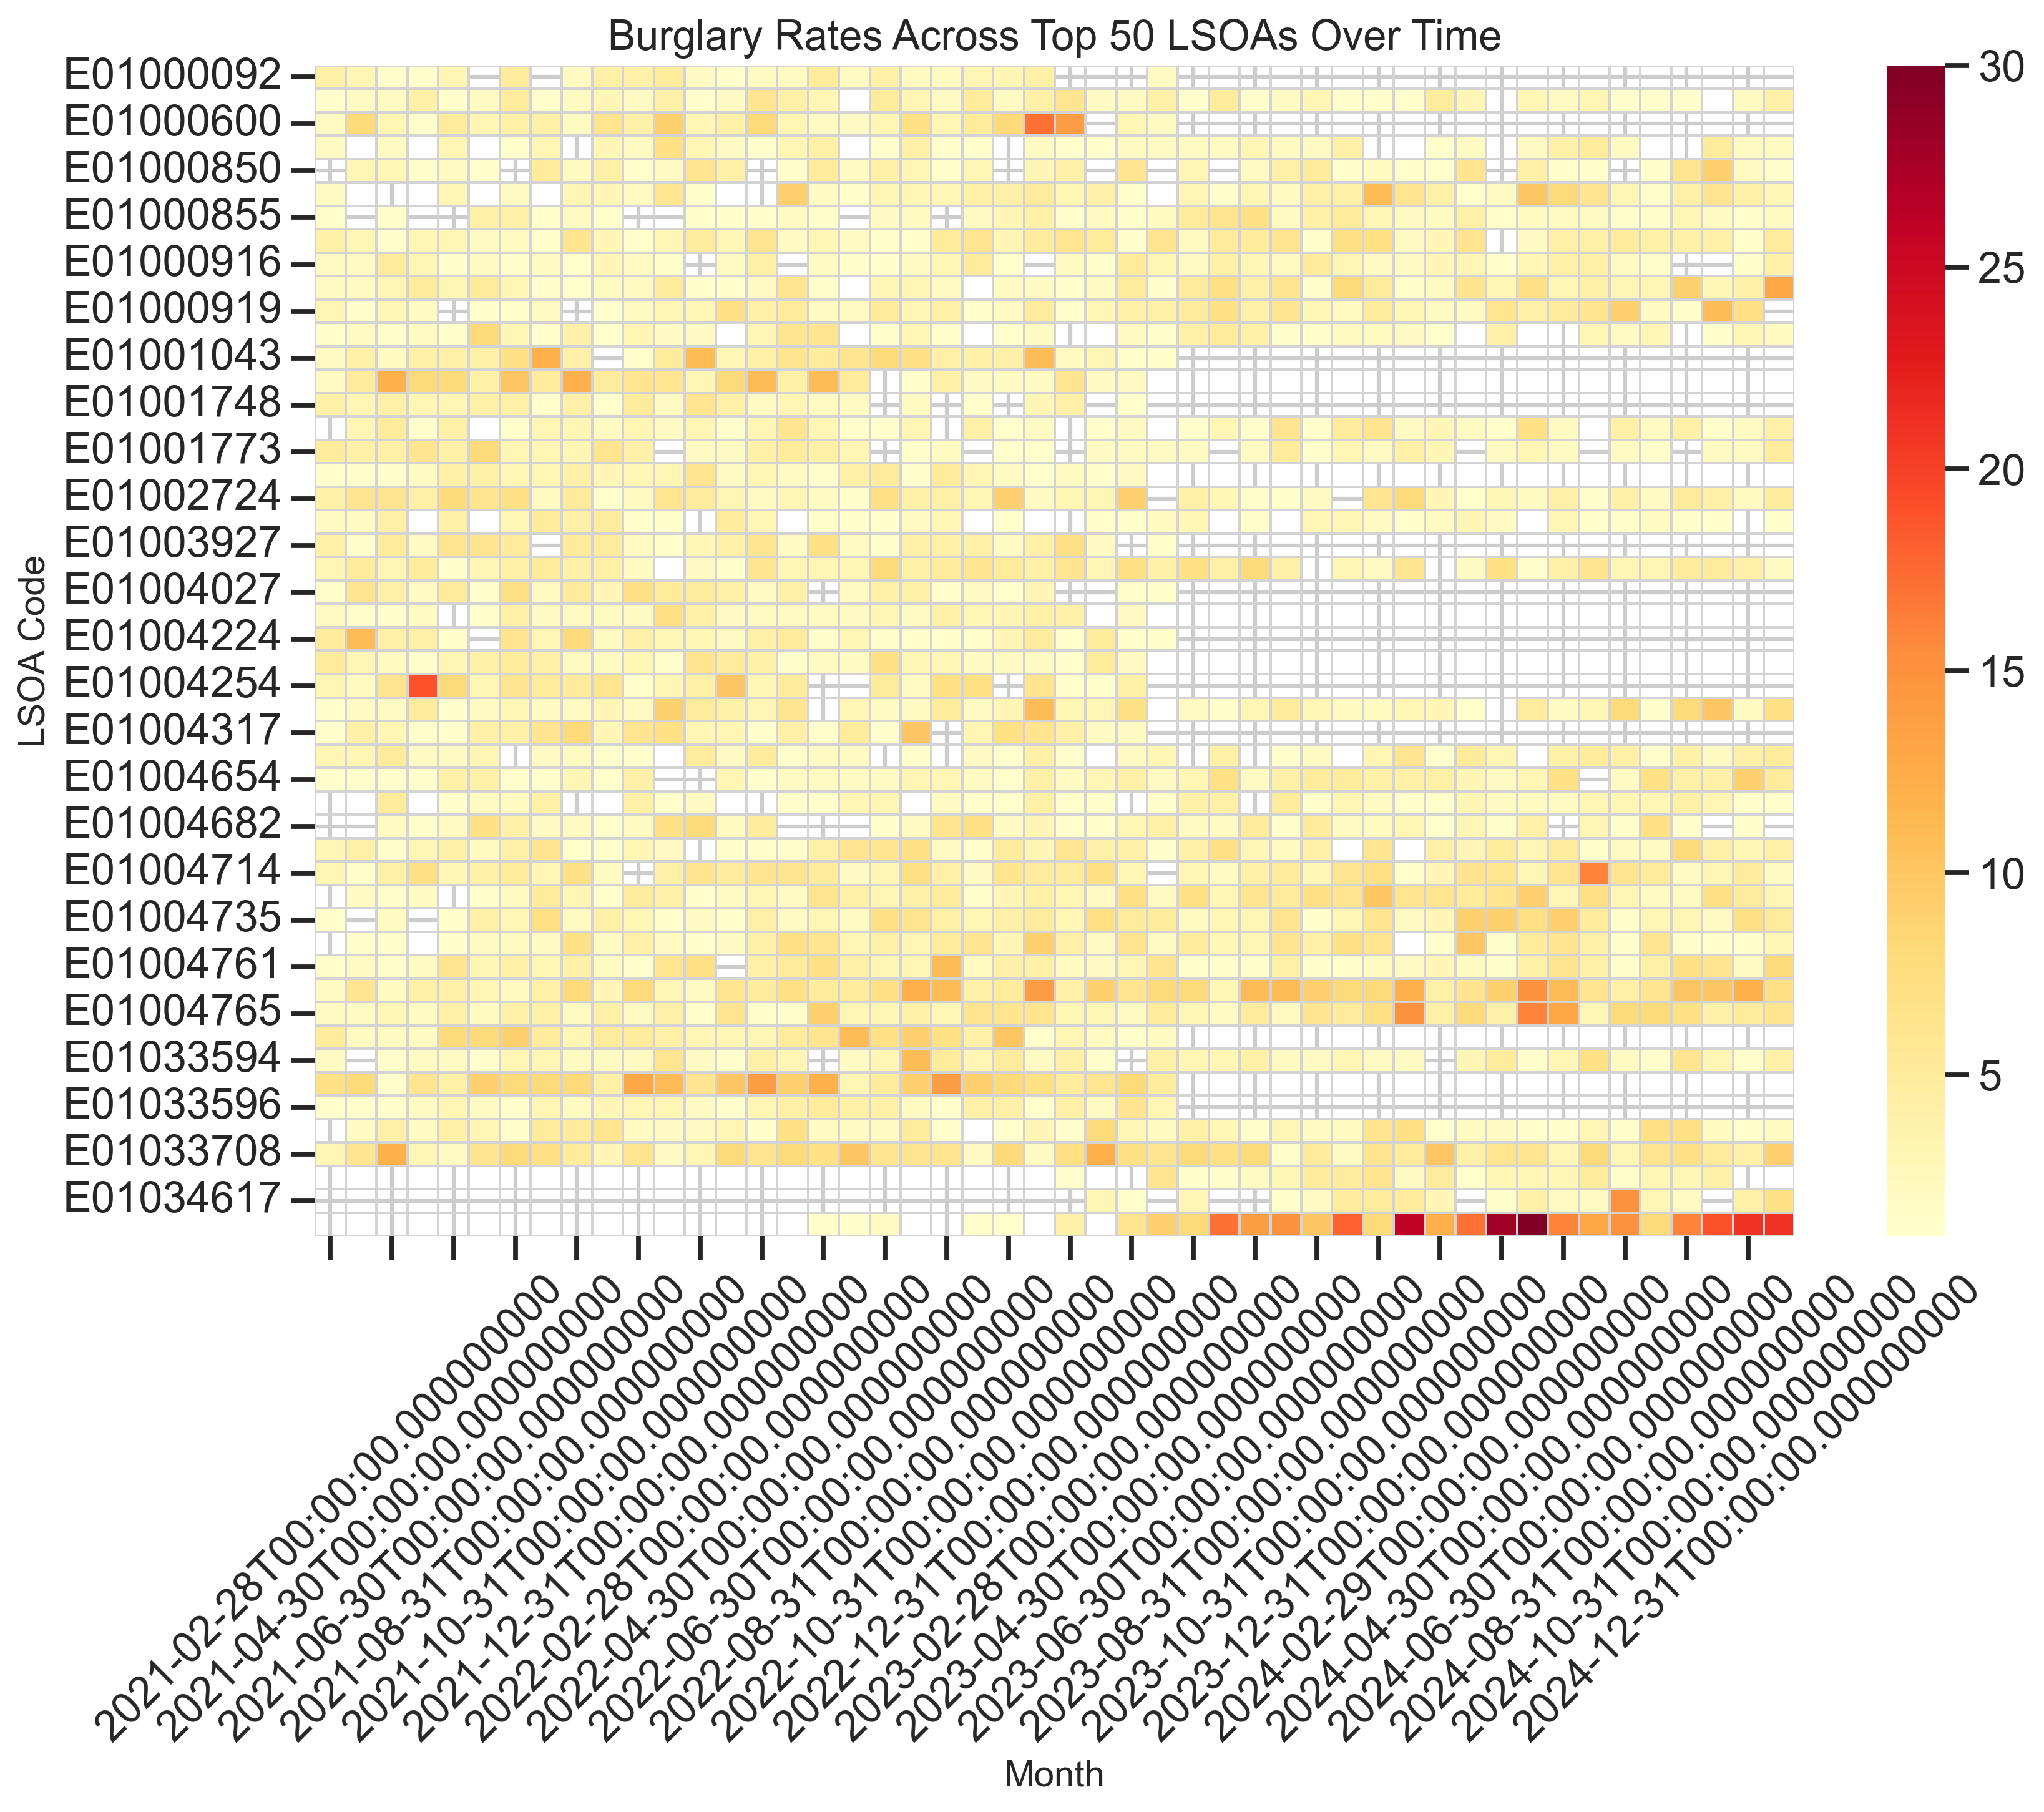 Burglary Rates Across Top 50 LSOAs Over Time
LSOA Code
E01000092
E01000600
E01000850
E01000855
E01000916
E01000919
E01001043
E01001748
E01001773
E01002724
E01003927
E01004027
E01004224
E01004254
E01004317
E01004654
E01004682
E01004714
E01004735
E01004761
E01004765
E01033594
E01033596
E01033708
E01034617
30
25
20
15
10
5
2021-02-28T00:00:00.000000000
2021-04-30T00:00:00.000000000
2021-06-30T00:00:00.000000000
2021-08-31T00:00:00.000000000
2021-10-31T00:00:00.000000000
2021-12-31T00:00:00.000000000
2022-02-28T00:00:00.000000000
2022-04-30T00:00:00.000000000
2022-06-30T00:00:00.000000000
2022-08-31T00:00:00.000000000
2022-10-31T00:00:00.000000000
2022-12-31T00:00:00.000000000
2023-02-28T00:00:00.000000000
2023-04-30T00:00:00.000000000
2023-06-30T00:00:00.000000000
2023-08-31T00:00:00.000000000
2023-10-31T00:00:00.000000000
2023-12-31T00:00:00.000000000
2024-02-29T00:00:00.000000000
2024-04-30T00:00:00.000000000
2024-06-30T00:00:00.000000000
2024-08-31T00:00:00.000000000
2024-10-31T00:00:00.000000000
2024-12-31T00:00:00.000000000
Month